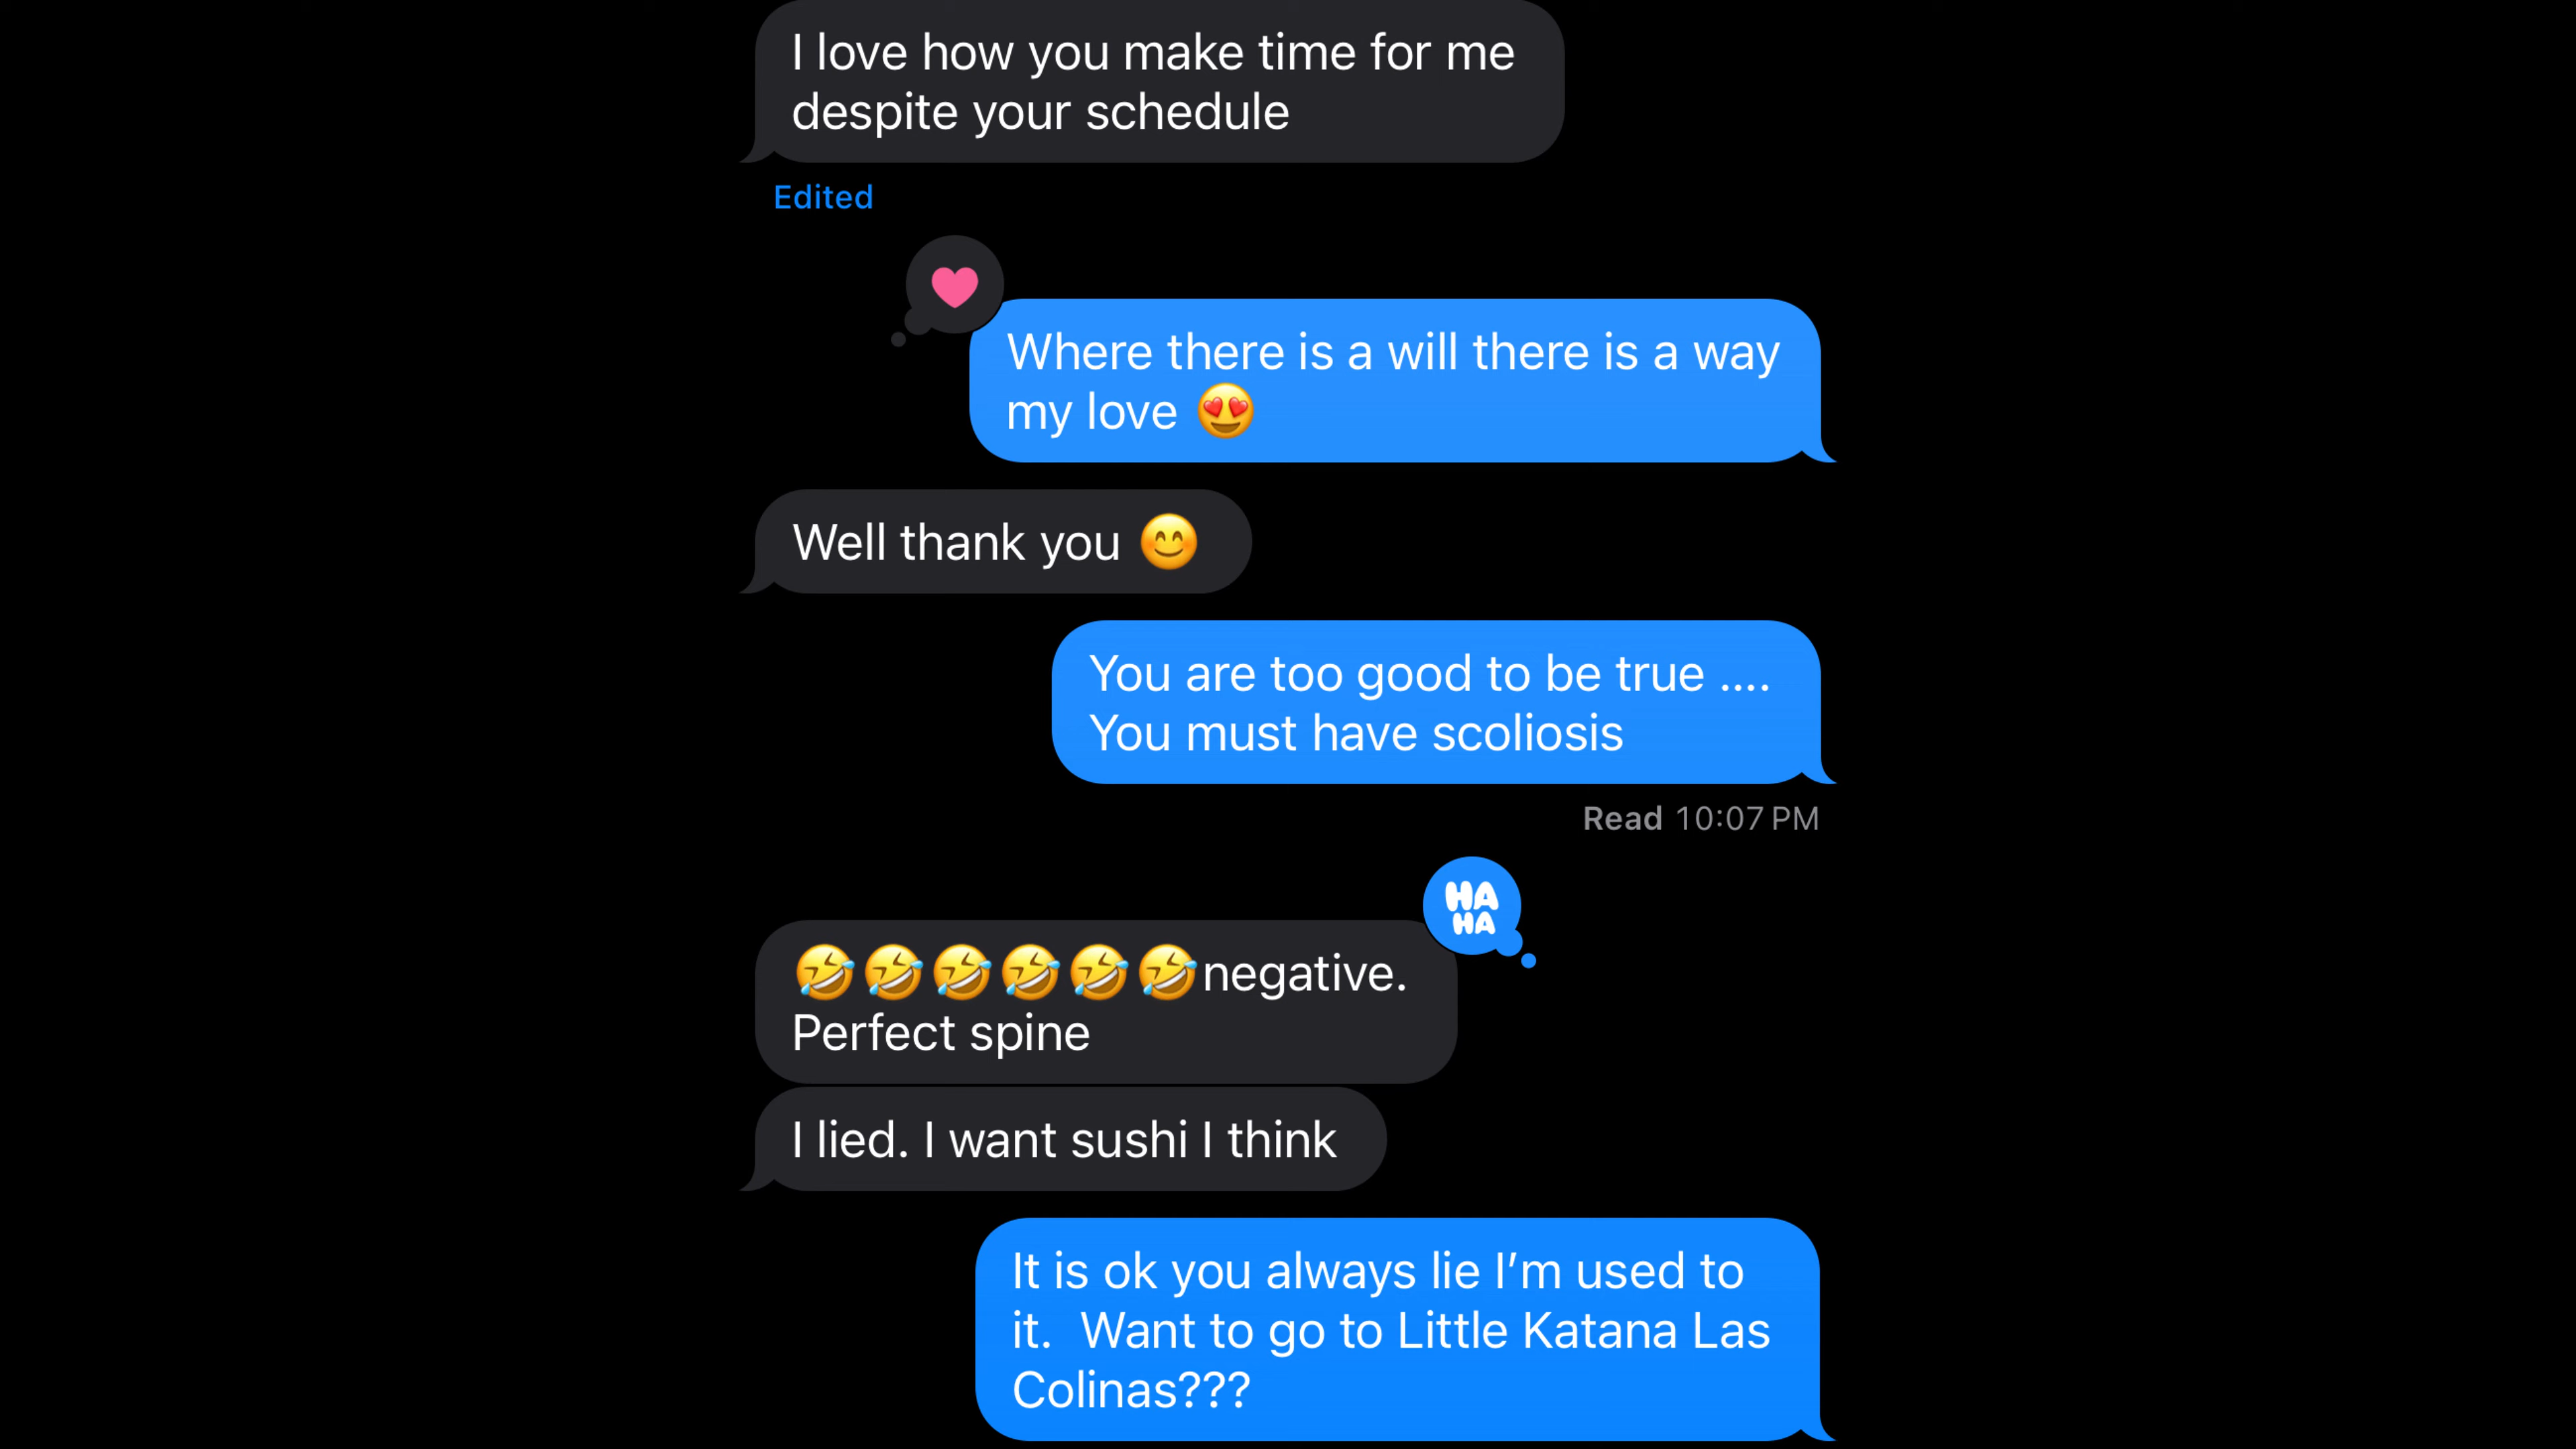 I love how you make time for me
despite your schedule
Edited
Where there is a will there is a way
my love 😍
Well thank you 😊
You are too good to be true ....
You must have scoliosis
Read 10:07 PM
HA
HA
🤣🤣🤣🤣🤣🤣negative.
Perfect spine
I lied. I want sushi I think
It is ok you always lie I’m used to
it.  Want to go to Little Katana Las
Colinas???